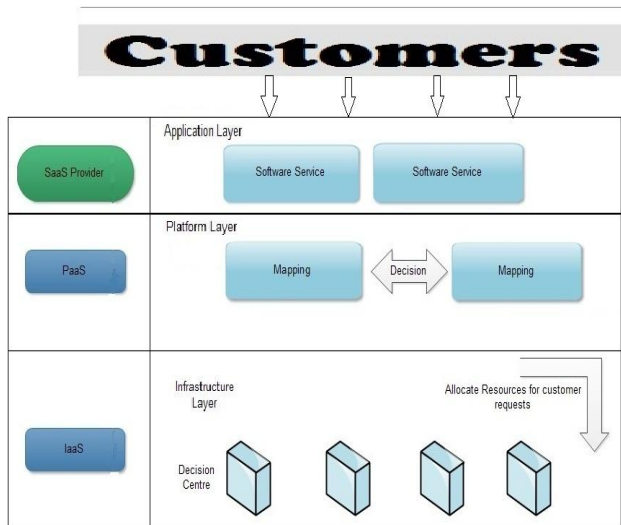 Customers
Application Layer
SaaS Provider
Software Service
Software Service
Platform Layer
PaaS
Mapping
Decision
Mapping
Infrastructure
Layer
Allocate Resources for customer
requests
IaaS
Decision
Centre